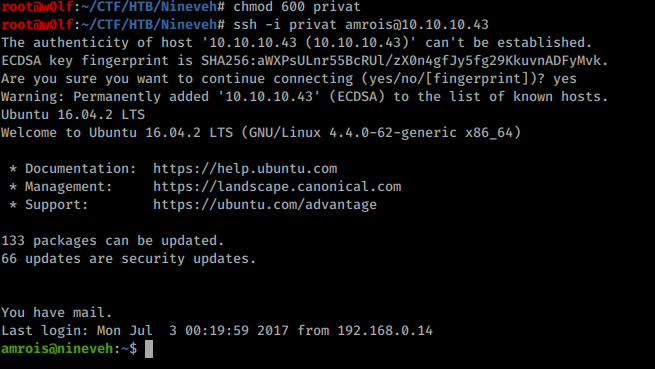 root@w0lf:~/CTF/HTB/Nineveh# chmod 600 privat
root@w0lf:~/CTF/HTB/Nineveh# ssh -i privat amrois@10.10.10.43
The authenticity of host '10.10.10.43 (10.10.10.43)' can't be established.
ECDSA key fingerprint is SHA256:aWXPsULnr55BcRUl/zX0n4gfJy5fg29KkuvnADFyMvk.
Are you sure you want to continue connecting (yes/no/[fingerprint])? yes
Warning: Permanently added '10.10.10.43' (ECDSA) to the list of known hosts.
Ubuntu 16.04.2 LTS
Welcome to Ubuntu 16.04.2 LTS (GNU/Linux 4.4.0-62-generic x86_64)
* Documentation: https://help.ubuntu.com
* Management: https://landscape.canonical.com
* Support: https://ubuntu.com/advantage
133 packages can be updated.
66 updates are security updates.
You have mail.
Last login: Mon Jul 3 00:19:59 2017 from 192.168.0.14
amrois@nineveh:~$